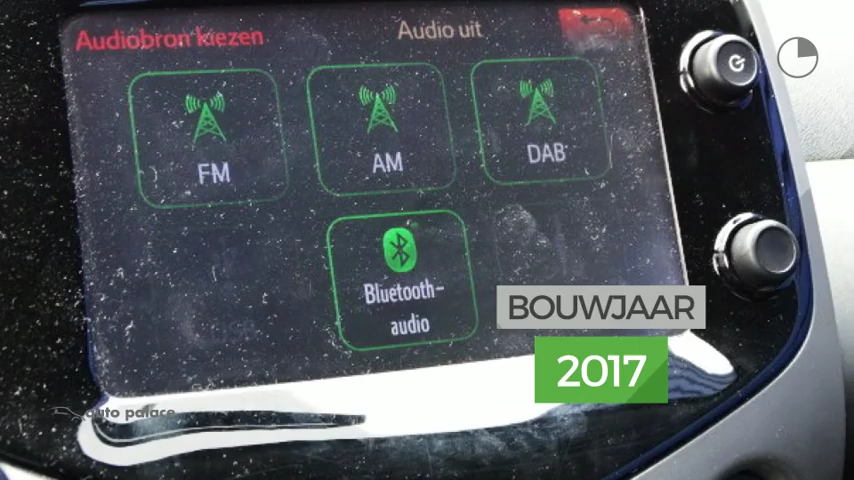 Audiobron kiezen
Audio uit
FM
AM
DAB
Bluetooth-
audio
BOUWJAAR
2017
auto palace